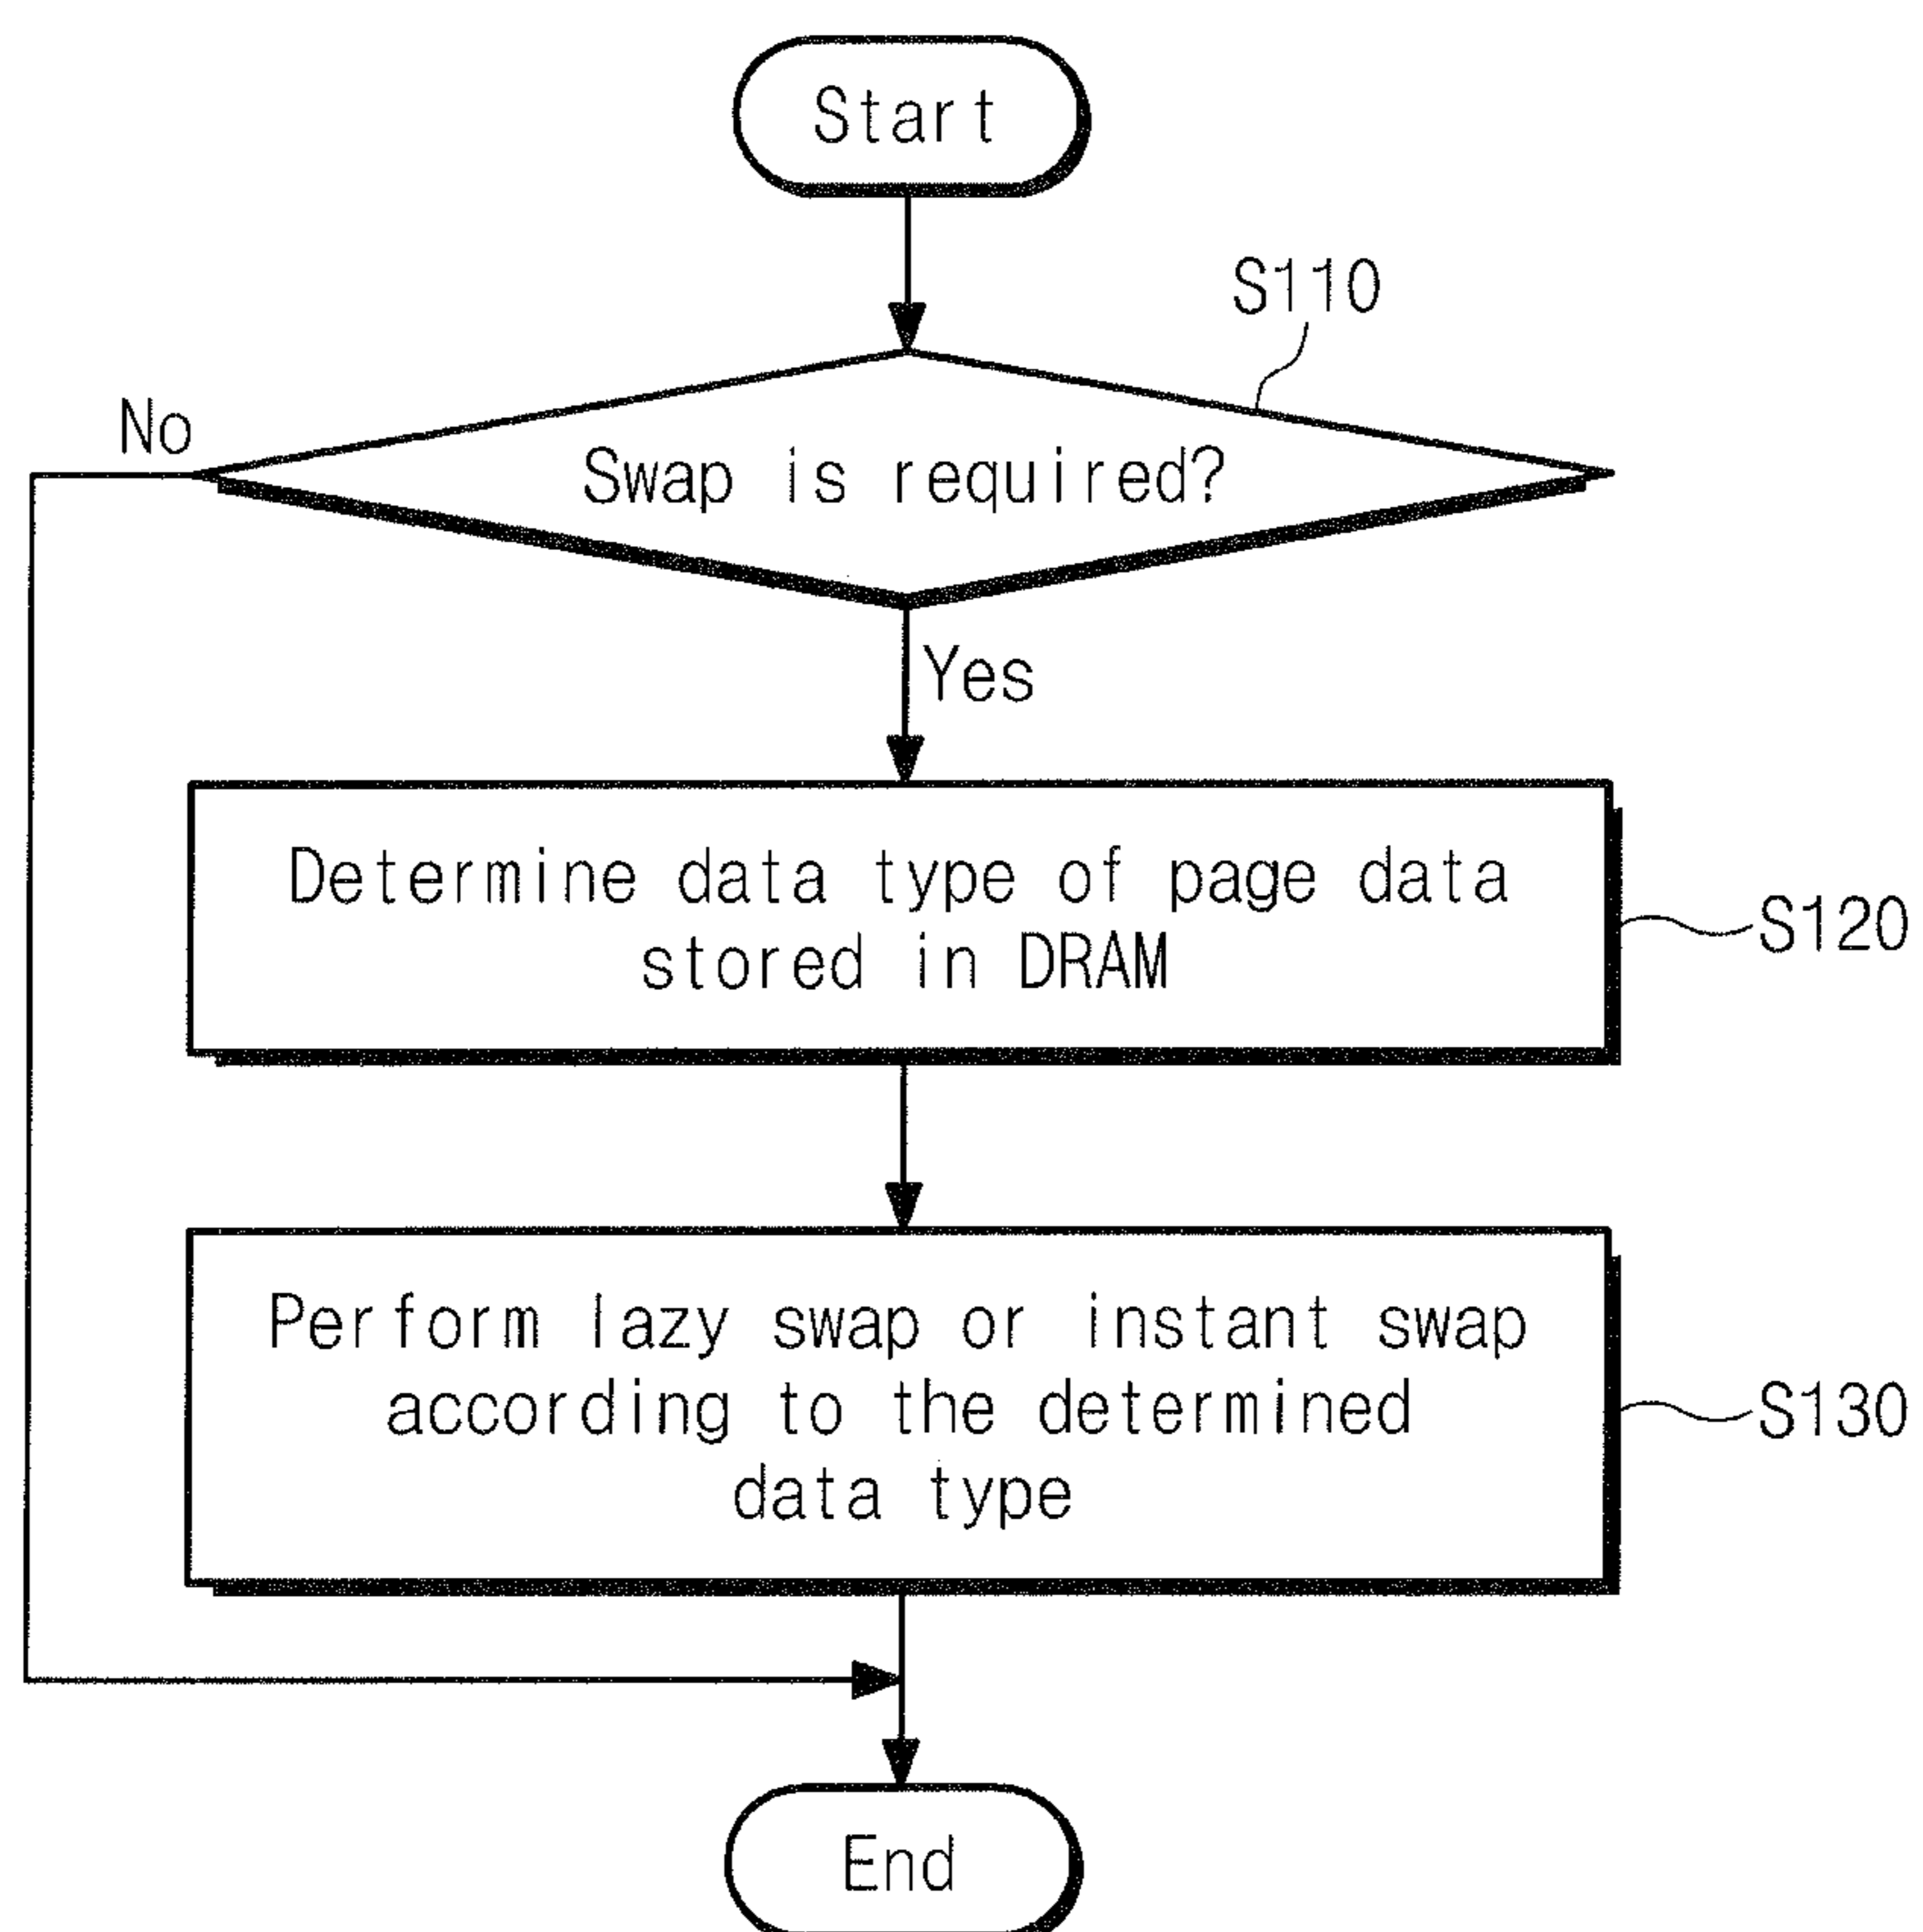 Start
S110
No
Swap is required?
Yes
Determine data type of page data
stored in DRAM
S120
Perform lazy swap or instant swap
according to the determined
data type
S130
End